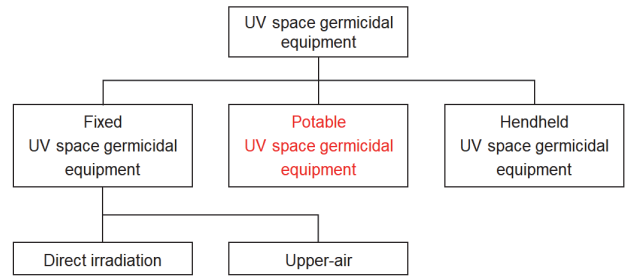 UV space germicidal
equipment
Fixed
UV space germicidal
equipment
Potable
UV space germicidal
equipment
Hendheld
UV space germicidal
equipment
Direct irradiation
Upper-air